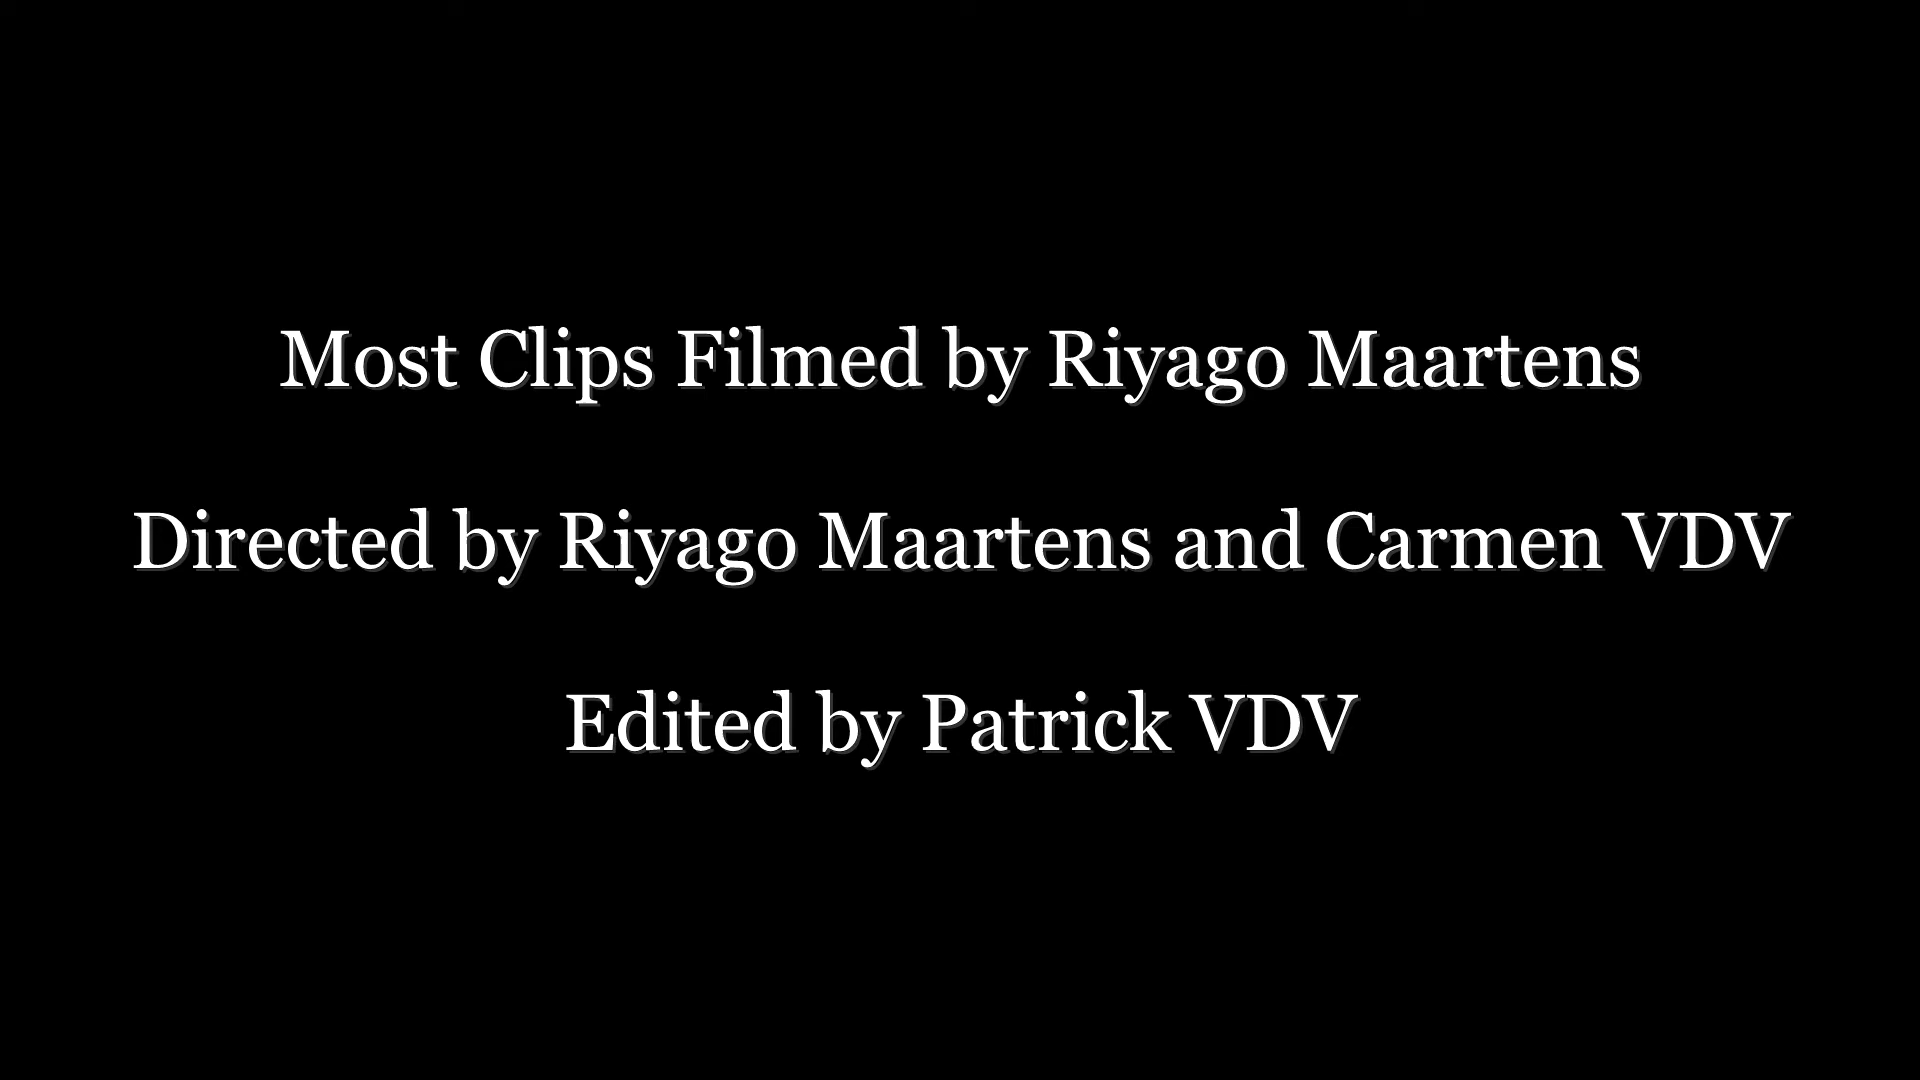 Most Clips Filmed by Riyago Maartens
Directed by Riyago Maartens and Carmen VDV
Edited by Patrick VDV